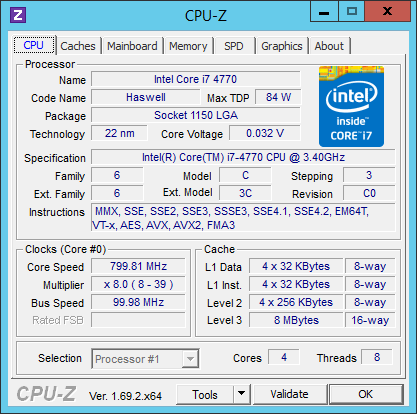 CPU-Z
CPU Caches Mainboard Memory SPD Graphics About
Processor
Name Intel Core i7 4770
Code Name Haswell Max TDP 84 W
Package Socket 1150 LGA
Technology 22 nm Core Voltage 0.032 V
intel
inside™
CORE™ i7
Specification Intel(R) Core(TM) i7-4770 CPU @ 3.40GHz
Family 6 Model C Stepping 3
Ext. Family 6 Ext. Model 3C Revision C0
Instructions MMX, SSE, SSE2, SSE3, SSSE3, SSE4.1, SSE4.2, EM64T,
VT-x, AES, AVX, AVX2, FMA3
Clocks (Core #0)
Core Speed 799.81 MHz
Multiplier x 8.0 ( 8 - 39 )
Bus Speed 99.98 MHz
Rated FSB
Cache
L1 Data 4 x 32 KBytes 8-way
L1 Inst. 4 x 32 KBytes 8-way
Level 2 4 x 256 KBytes 8-way
Level 3 8 MBytes 16-way
Selection Processor #1 Cores 4 Threads 8
CPU-Z Ver. 1.69.2.x64 Tools Validate OK